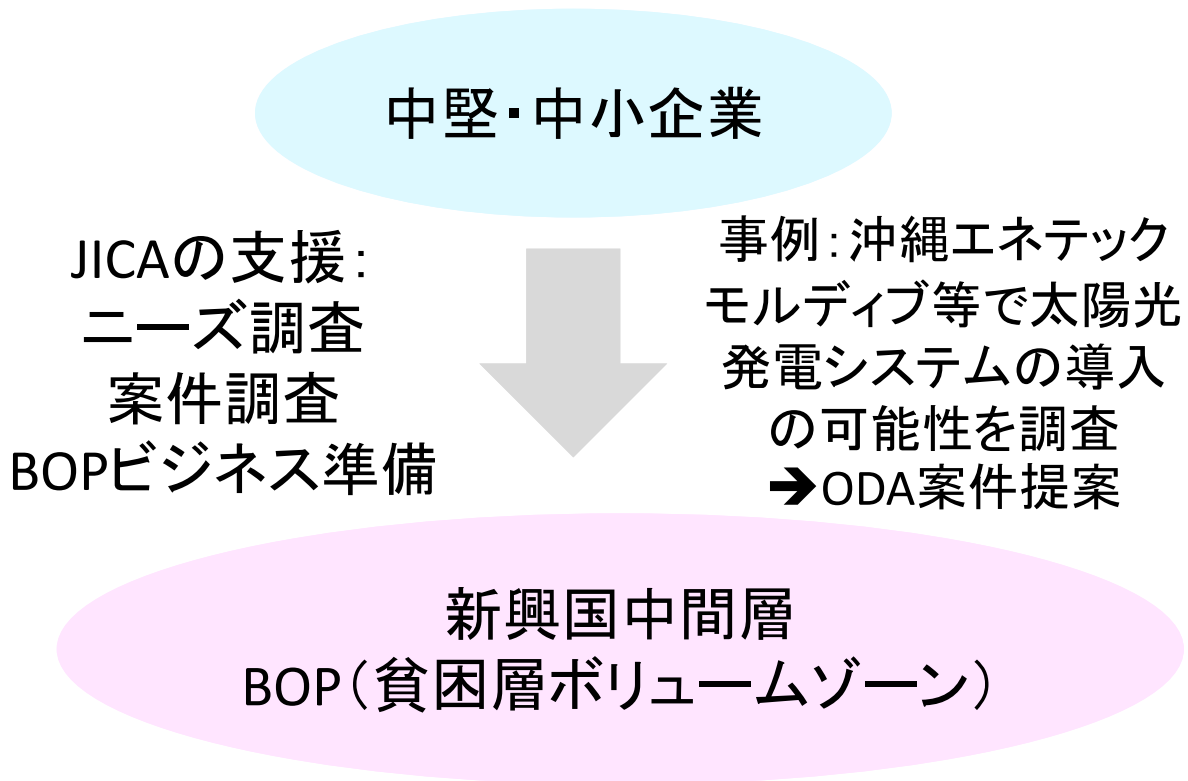 中堅・中小企業
JICAの支援:
ニーズ調査
案件調査
BOPビジネス準備
事例:沖縄エネテック
モルディブ等で太陽光
発電システムの導入
の可能性を調査
➔ODA案件提案
新興国中間層
BOP(貧困層ボリュームゾーン)